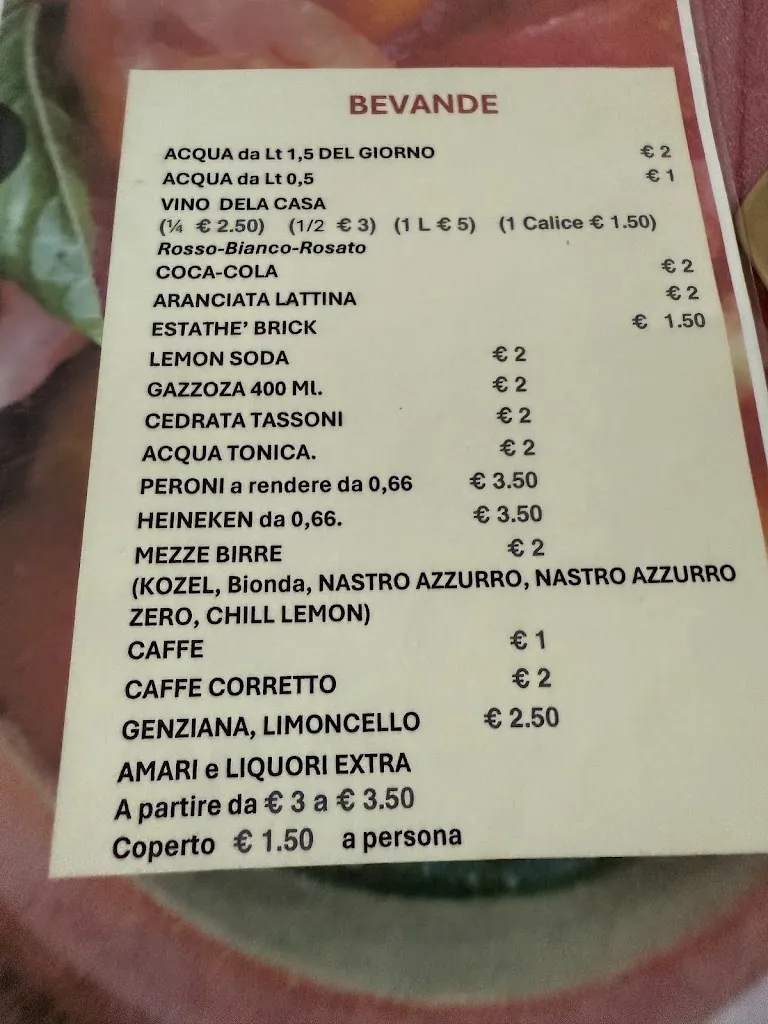 BEVANDE
ACQUA da Lt 1,5 DEL GIORNO € 2
ACQUA da Lt 0,5 € 1
VINO DELA CASA
(¼ € 2.50) (1/2 € 3) (1 L € 5) (1 Calice € 1.50)
Rosso-Bianco-Rosato
COCA-COLA € 2
ARANCIATA LATTINA € 2
ESTATHE' BRICK € 1.50
LEMON SODA € 2
GAZZOZA 400 Ml. € 2
CEDRATA TASSONI € 2
ACQUA TONICA. € 2
PERONI a rendere da 0,66 € 3.50
HEINEKEN da 0,66. € 3.50
MEZZE BIRRE € 2
(KOZEL, Bionda, NASTRO AZZURRO, NASTRO AZZURRO
ZERO, CHILL LEMON)
CAFFE € 1
CAFFE CORRETTO € 2
GENZIANA, LIMONCELLO € 2.50
AMARI e LIQUORI EXTRA
A partire da € 3 a € 3.50
Coperto € 1.50 a persona